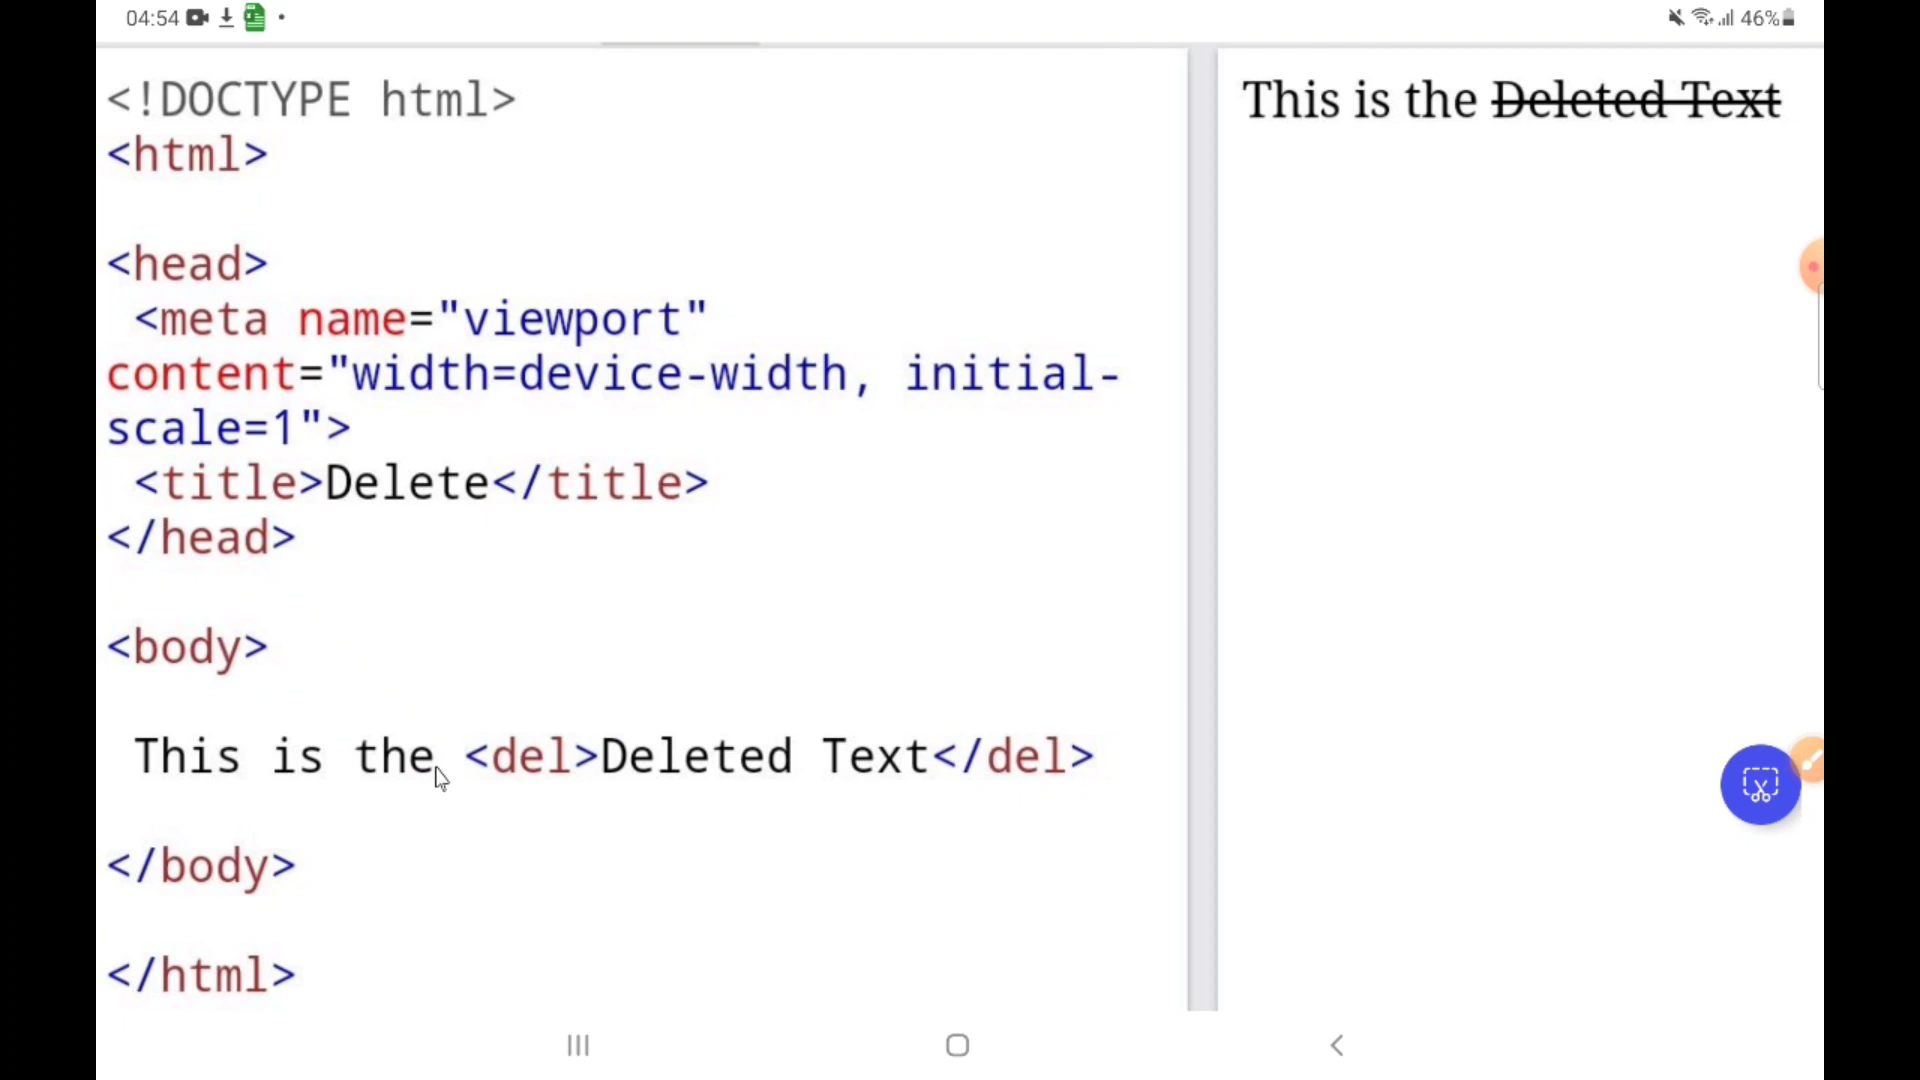 04:54
46%
<!DOCTYPE html>
<html>
<head>
<meta name="viewport"
content="width=device-width, initial-
scale=1">
<title>Delete</title>
</head>
<body>
This is the <del>Deleted Text</del>
</body>
</html>
This is the Deleted Text